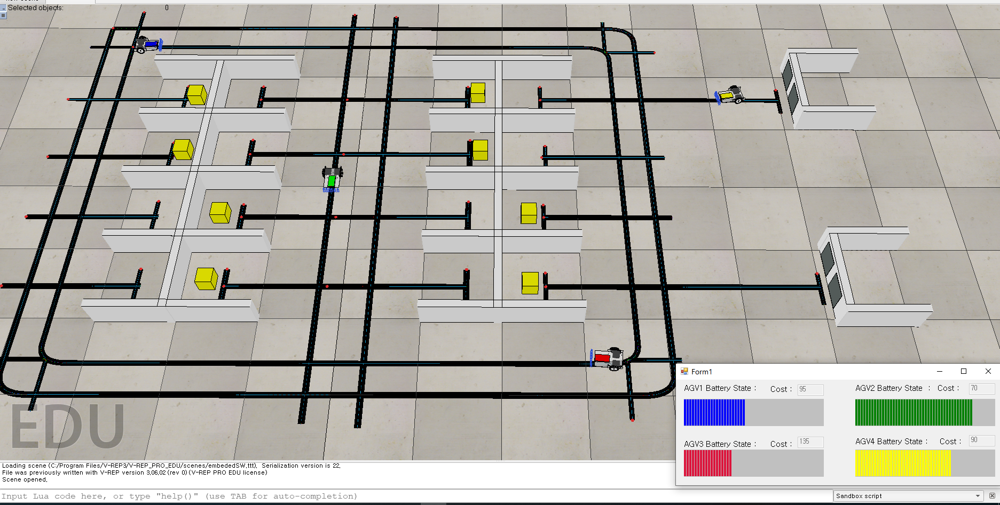 Selected objects: 0
EDU
Form1
AGV1 Battery State : Cost : 95
AGV2 Battery State : Cost : 70
AGV3 Battery State : Cost : 135
AGV4 Battery State : Cost : 90
Loading scene (C:/Program Files/V-REP3/V-REP_PRO_EDU/scenes/embededSW.ttt). Serialization version is 22.
File was previously written with V-REP version 3.06.02 (rev 0) (V-REP PRO EDU license)
Scene opened.
Input Lua code here, or type "help()" (use TAB for auto-completion)
Sandbox script